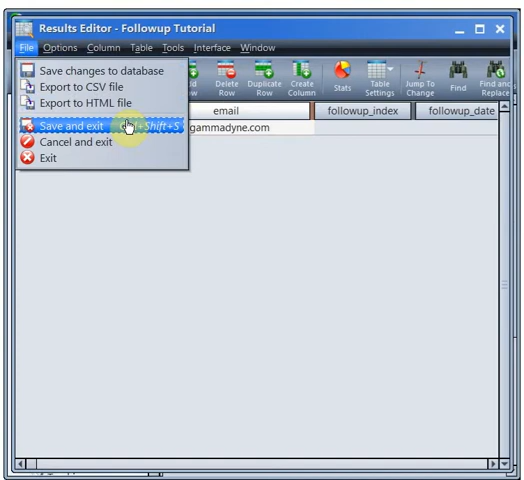 Results Editor - Followup Tutorial
File Options Column Table Tools Interface Window
Save changes to database
Export to CSV file
Export to HTML file
Save and exit +Shift+S
Cancel and exit
Exit
Delete Row
Duplicate Row
Create Column
Stats
Table Settings
Jump To Change
Find
Find and Replace
email followup_index followup_date
gammadyne.com